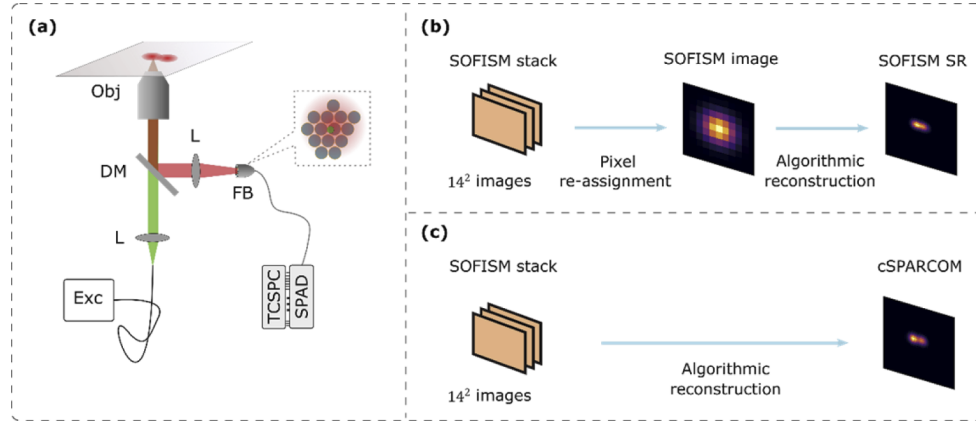 (a)
Obj
L
DM
FB
L
Exc
TCSPC
SPAD
(b)
SOFISM stack
SOFISM image
SOFISM SR
14² images
Pixel
re-assignment
Algorithmic
reconstruction
(c)
SOFISM stack
cSPARCOM
14² images
Algorithmic
reconstruction